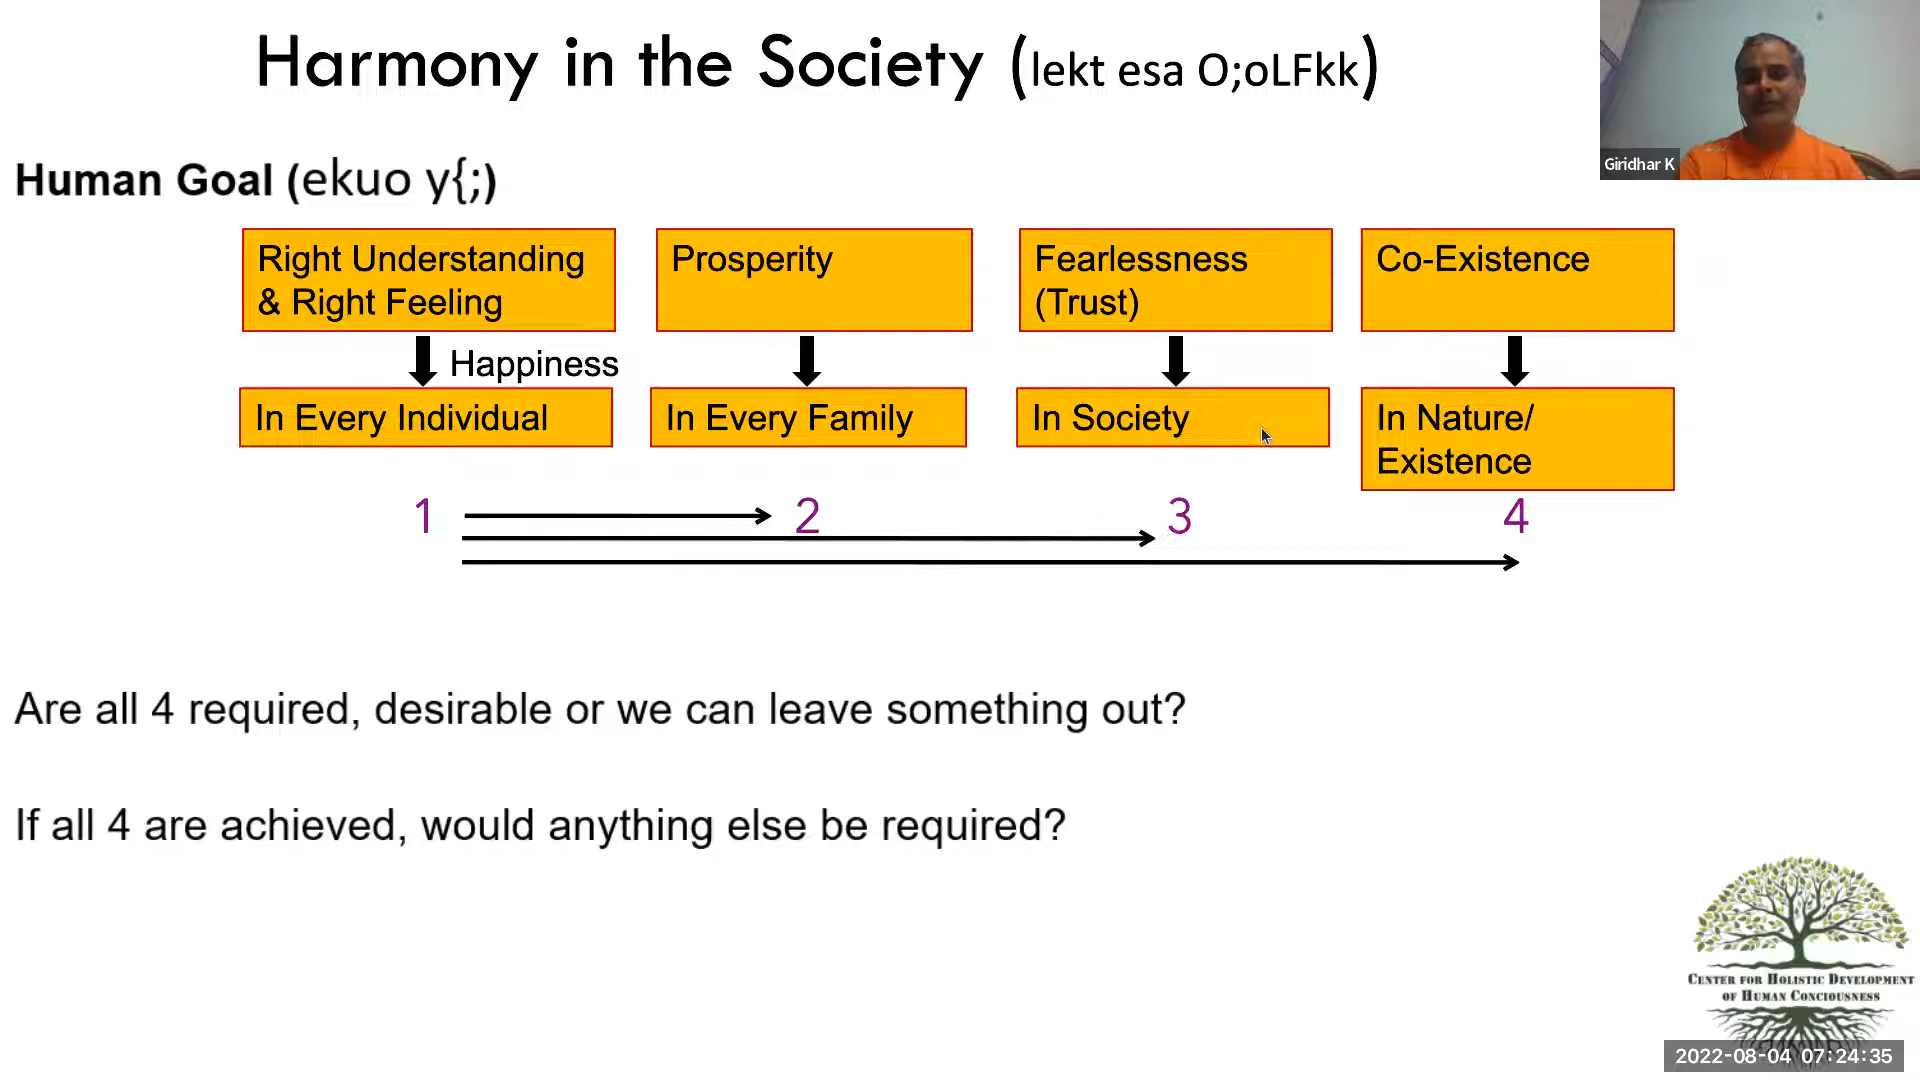 Harmony in the Society (lekt esa O;oLFkk)
Giridhar K
Human Goal (ekuo y{;)
Right Understanding
& Right Feeling
Prosperity
Fearlessness
(Trust)
Co-Existence
Happiness
In Every Individual
In Every Family
In Society
In Nature/
Existence
1
2
3
4
Are all 4 required, desirable or we can leave something out?
If all 4 are achieved, would anything else be required?
CENTER FOR HOLISTIC DEVELOPMENT
OF HUMAN CONCIOUSNESS
2022-08-04 07:24:35